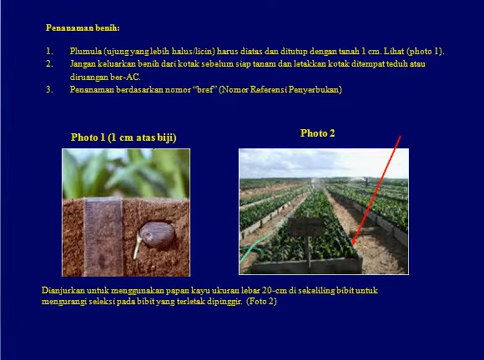 Penanaman benih:
1. Plumula (ujung yang lebih halus/licin) harus diatas dan ditutup dengan tanah 1 cm. Lihat (photo 1).
2. Jangan keluarkan benih dari kotak sebelum siap tanam dan letakkan kotak ditempat teduh atau
diruangan ber-AC.
3. Penanaman berdasarkan nomor “bref” (Nomor Referensi Penyerbukan)
Photo 1 (1 cm atas biji)
Photo 2
Dianjurkan untuk menggunakan papan kayu ukuran lebar 20-cm di sekeliling bibit untuk
mengurangi seleksi pada bibit yang terletak dipinggir. (Foto 2)